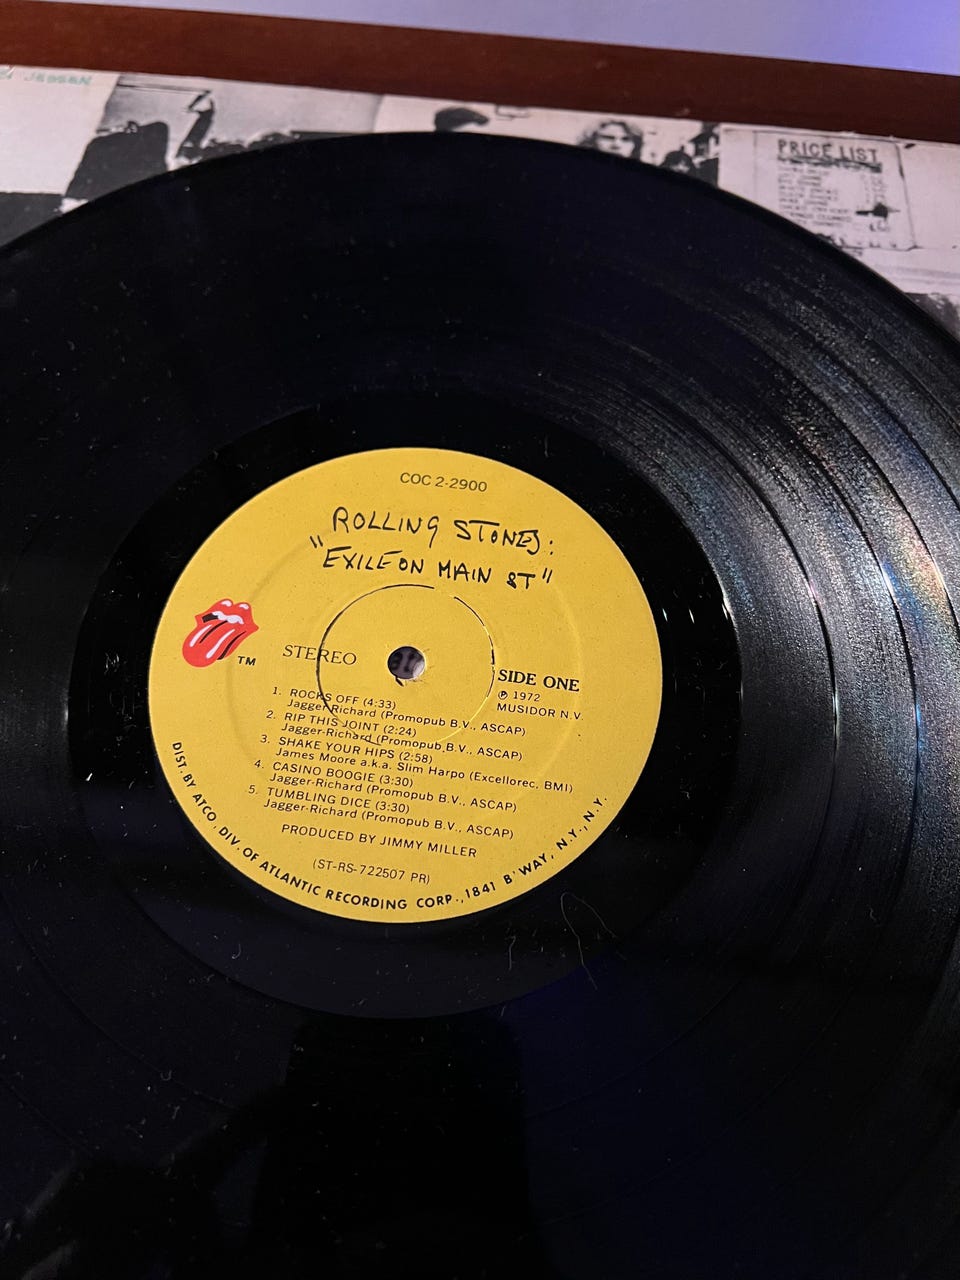 PRICE LIST
COC 2-2900
ROLLING STONES:
"EXILE ON MAIN ST"
TM
STEREO
SIDE ONE
℗ 1972
MUSIDOR N.V.
1. ROCKS OFF (4:33)
Jagger-Richard (Promopub B.V., ASCAP)
2. RIP THIS JOINT (2:24)
Jagger-Richard (Promopub B.V., ASCAP)
3. SHAKE YOUR HIPS (2:58)
James Moore a.k.a. Slim Harpo (Excellorec, BMI)
4. CASINO BOOGIE (3:30)
Jagger-Richard (Promopub B.V., ASCAP)
5. TUMBLING DICE (3:30)
Jagger-Richard (Promopub B.V., ASCAP)
PRODUCED BY JIMMY MILLER
(ST-RS-722507 PR)
DIST. BY ATCO, DIV. OF ATLANTIC RECORDING CORP., 1841 B'WAY, N.Y., N.Y.